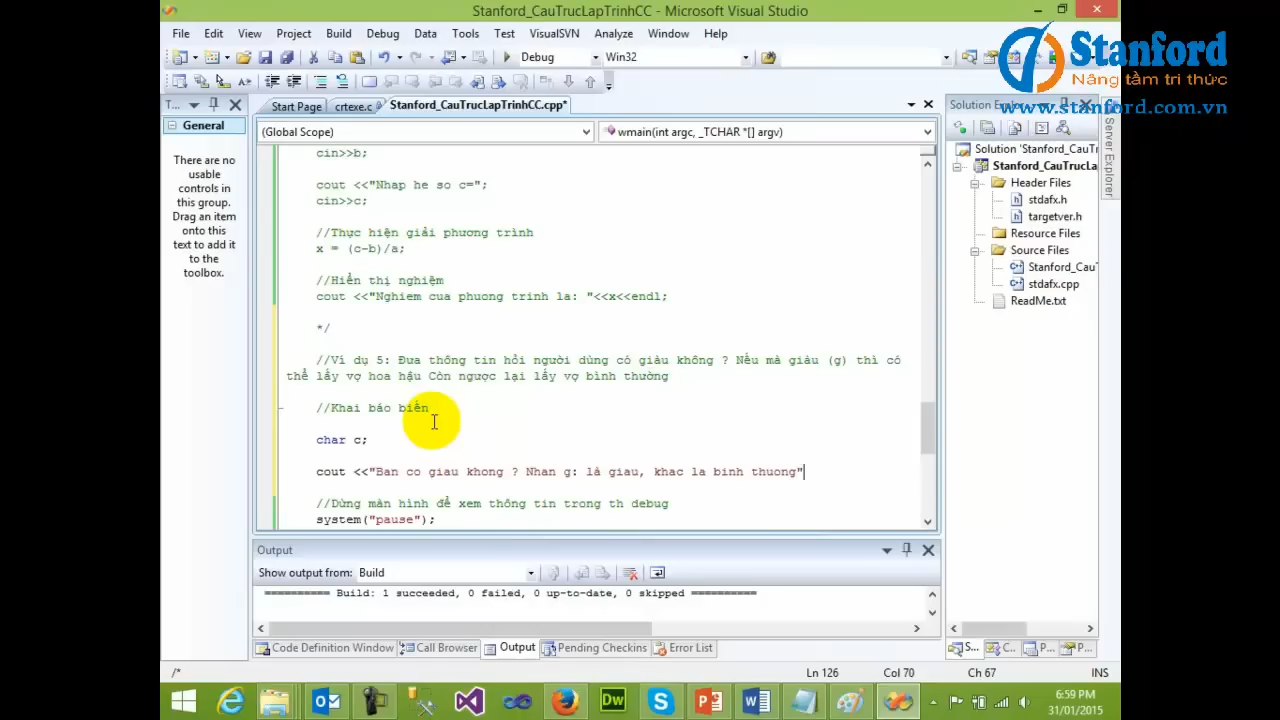 Stanford_CauTrucLapTrinhCC - Microsoft Visual Studio
Stanford
Nâng tầm tri thức
www.stanford.com.vn
File Edit View Project Build Debug Data Tools Test VisualSVN Analyze Window Help
Debug Win32
T...
Start Page crtexe.c Stanford_CauTrucLapTrinhCC.cpp*
General
There are no
usable
controls in
this group.
Drag an item
onto this
text to add it
to the
toolbox.
(Global Scope) wmain(int argc, _TCHAR *[] argv)
cin>>b;
cout <<"Nhap he so c=";
cin>>c;
//Thực hiện giải phương trình
x = (c-b)/a;
//Hiển thị nghiệm
cout <<"Nghiem cua phuong trinh la: "<<x<<endl;
*/
//Ví dụ 5: Đưa thông tin hỏi người dùng có giàu không ? Nếu mà giàu (g) thì có
thể lấy vợ hoa hậu Còn ngược lại lấy vợ bình thường
//Khai báo biến
char c;
cout <<"Ban co giau khong ? Nhan g: là giau, khac la binh thuong"
//Dừng màn hình để xem thông tin trong th debug
system("pause");
Solution Explo
Solution 'Stanford_CauTr
Stanford_CauTrucLa
Header Files
stdafx.h
targetver.h
Resource Files
Source Files
Stanford_Cau
stdafx.cpp
ReadMe.txt
Server Explorer
Output
Show output from: Build
========== Build: 1 succeeded, 0 failed, 0 up-to-date, 0 skipped ==========
Code Definition Window Call Browser Output Pending Checkins Error List
S... C... P... P...
/* Ln 126 Col 70 Ch 67 INS
Dw
6:59 PM
31/01/2015